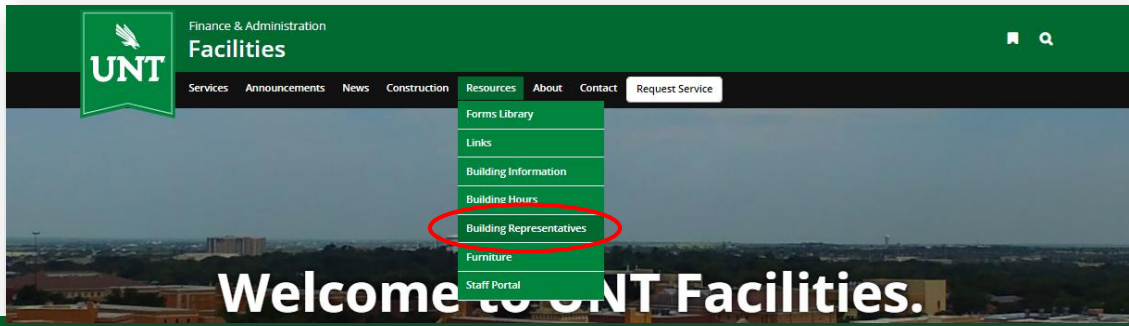 Finance & Administration
Facilities
UNT
Services Announcements News Construction Resources About Contact Request Service
Forms Library
Links
Building Information
Building Hours
Building Representatives
Furniture
Staff Portal
Welcome to UNT Facilities.